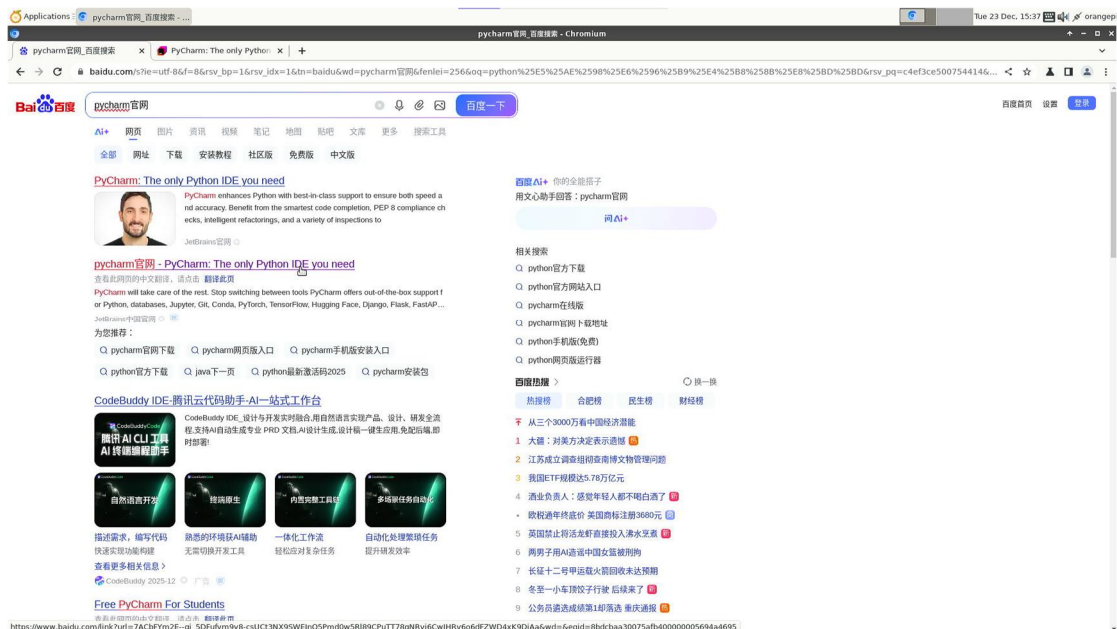 Applications
pycharm官网_百度搜索 - ...
Tue 23 Dec, 15:37
orangep
pycharm官网_百度搜索 - Chromium
pycharm官网_百度搜索
PyCharm: The only Python
Bai百度
pycharm官网
百度一下
百度首页
设置
登录
Ai+
网页
图片
资讯
视频
笔记
地图
贴吧
文库
更多
搜索工具
全部
网址
下载
安装教程
社区版
免费版
中文版
PyCharm: The only Python IDE you need
PyCharm enhances Python with best-in-class support to ensure both speed a
nd accuracy. Benefit from the smartest code completion, PEP 8 compliance ch
ecks, intelligent refactorings, and a variety of inspections to
JetBrains官网
pycharm官网 - PyCharm: The only Python IDE you need
查看此网页的中文翻译，请点击 翻译此页
PyCharm will take care of the rest. Stop switching between tools PyCharm offers out-of-the-box support f
or Python, databases, Jupyter, Git, Conda, PyTorch, TensorFlow, Hugging Face, Django, Flask, FastAP...
JetBrains中国官网
为您推荐：
pycharm官网下载
pycharm网页版入口
pycharm手机版安装入口
python官方下载
java下一页
python最新激活码2025
pycharm安装包
CodeBuddy IDE-腾讯云代码助手-AI一站式工作台
CodeBuddyCode
腾讯 AI CLI 工具
AI 终端编程助手
CodeBuddy IDE_设计与开发实时融合,用自然语言实现产品、设计、研发全流
程,支持AI自动生成专业 PRD 文档,AI设计生成,设计稿一键生应用,免配后端,即
时部署!
自然语言开发
终端原生
内置完整工具链
多场景任务自动化
描述需求，编写代码
熟悉的环境获AI辅助
一体化工作流
自动化处理繁琐任务
快速实现功能构建
无需切换开发工具
轻松应对复杂任务
提升研发效率
查看更多相关信息
CodeBuddy 2025-12
广告
Free PyCharm For Students
查看此网页的中文翻译，请点击 翻译此页
百度Ai+ 你的全能搭子
用文心助手回答：pycharm官网
问Ai+
相关搜索
python官方下载
python官方网站入口
pycharm在线版
pycharm官网下载地址
python手机版(免费)
python网页版运行器
百度热搜
换一换
热搜榜
合肥榜
民生榜
财经榜
从三个3000万看中国经济潜能
1 大疆：对美方决定表示遗憾 热
2 江苏成立调查组彻查南博文物管理问题
3 我国ETF规模达5.78万亿元
4 酒业负责人：感觉年轻人都不喝白酒了 新
欧税通年终底价 美国商标注册3680元
5 英国禁止将活龙虾直接投入沸水烹煮 新
6 两男子用AI造谣中国女篮被刑拘
7 长征十二号甲运载火箭回收未达预期
8 冬至一小车顶饺子行驶 后续来了 新
9 公务员遴选成绩第1却落选 重庆通报 热